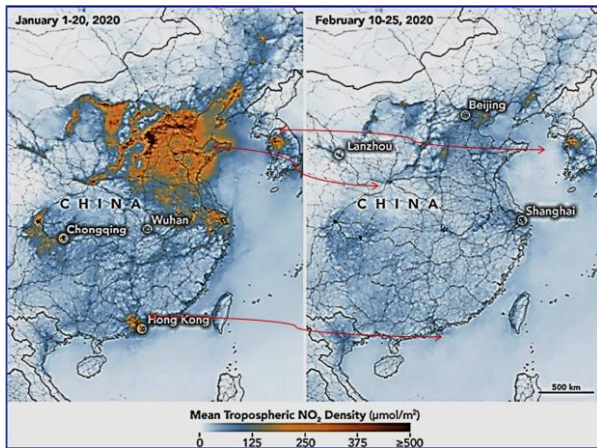 January 1-20, 2020
February 10-25, 2020
Beijing
Lanzhou
CHINA
CHINA
Wuhan
Chongqing
Shanghai
Hong Kong
500 km
Mean Tropospheric NO₂ Density (μmol/m²)
0 125 250 375 ≥500